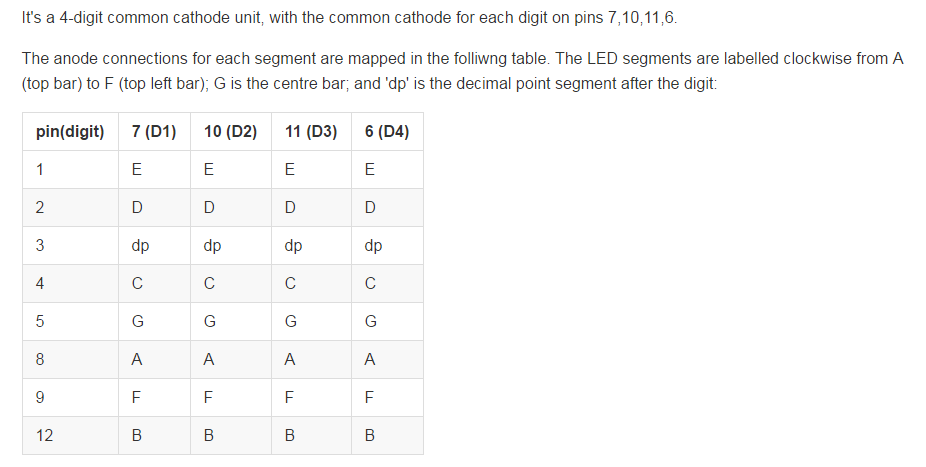 It's a 4-digit common cathode unit, with the common cathode for each digit on pins 7,10,11,6.
The anode connections for each segment are mapped in the folliwng table. The LED segments are labelled clockwise from A
(top bar) to F (top left bar); G is the centre bar; and 'dp' is the decimal point segment after the digit:
pin(digit) 7 (D1) 10 (D2) 11 (D3) 6 (D4)
1 E E E E
2 D D D D
3 dp dp dp dp
4 C C C C
5 G G G G
8 A A A A
9 F F F F
12 B B B B